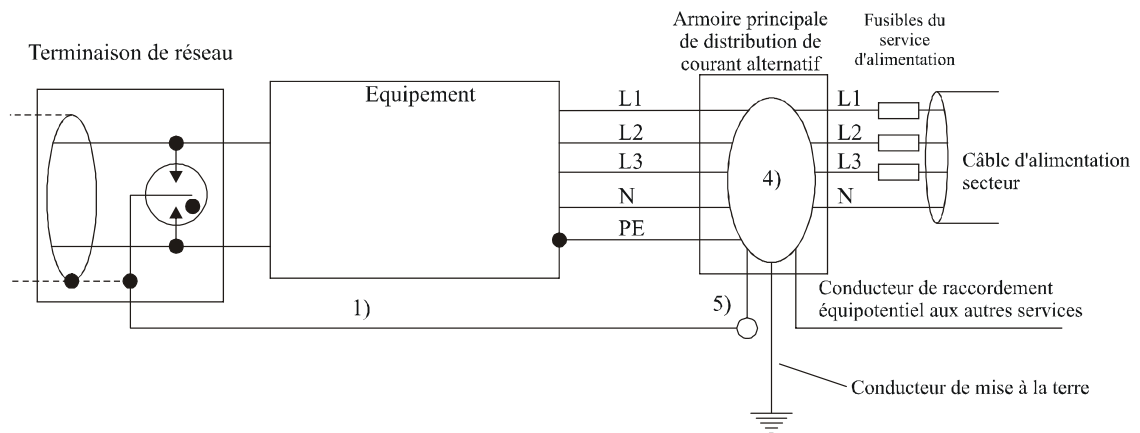 Terminaison de réseau
Equipement
Armoire principale
de distribution de
courant alternatif
Fusibles du
service
d'alimentation
L1
L2
L3
N
PE
4)
L1
L2
L3
N
Câble d'alimentation
secteur
1)
5)
Conducteur de raccordement
équipotentiel aux autres services
Conducteur de mise à la terre